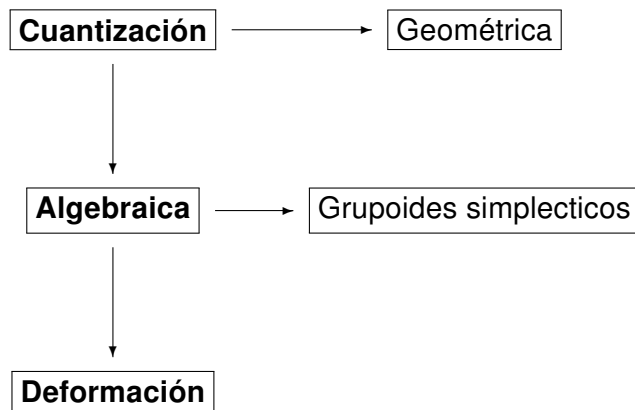 Cuantización
Geométrica
Algebraica
Grupoides simplecticos
Deformación